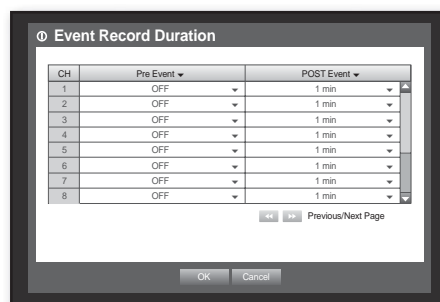 Event Record Duration
CH Pre Event POST Event
1 OFF 1 min
2 OFF 1 min
3 OFF 1 min
4 OFF 1 min
5 OFF 1 min
6 OFF 1 min
7 OFF 1 min
8 OFF 1 min
Previous/Next Page
OK Cancel